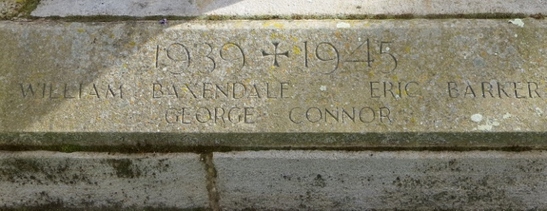 1939 ✠ 1945
WILLIAM BAXENDALE ERIC BARKER
GEORGE CONNOR